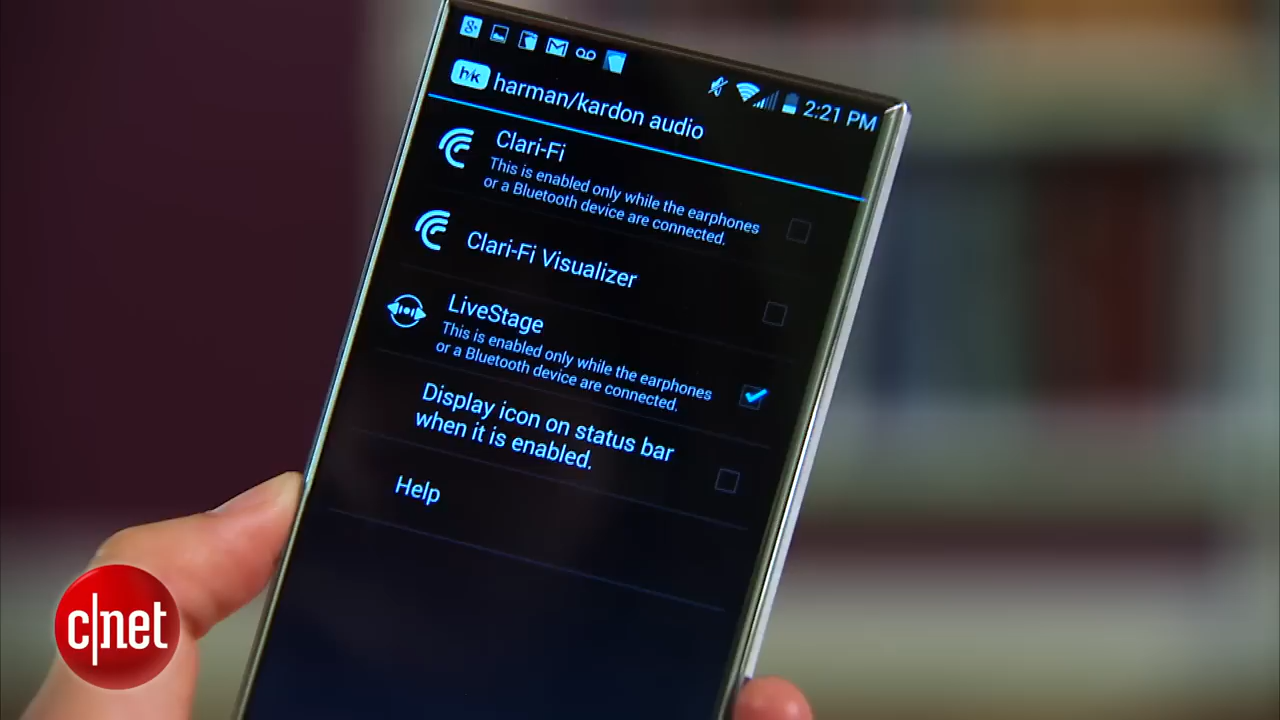 2:21 PM
h/k harman/kardon audio
Clari-Fi
This is enabled only while the earphones
or a Bluetooth device are connected.
Clari-Fi Visualizer
LiveStage
This is enabled only while the earphones
or a Bluetooth device are connected.
Display icon on status bar
when it is enabled.
Help
c|net